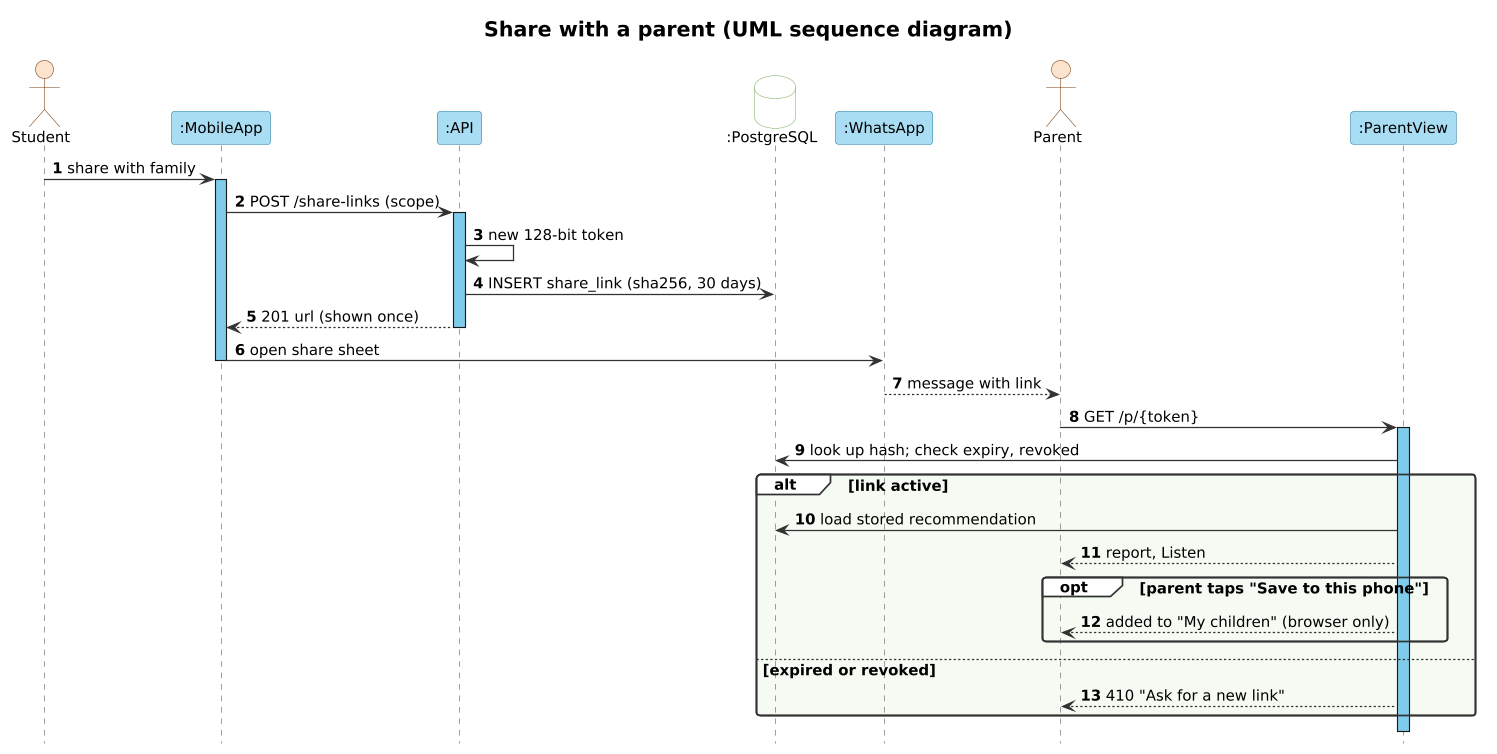 Share with a parent (UML sequence diagram)
Student
:MobileApp
:API
:PostgreSQL
:WhatsApp
Parent
:ParentView
1 share with family
2 POST /share-links (scope)
3 new 128-bit token
4 INSERT share_link (sha256, 30 days)
5 201 url (shown once)
6 open share sheet
7 message with link
8 GET /p/{token}
9 look up hash; check expiry, revoked
alt [link active]
10 load stored recommendation
11 report, Listen
opt [parent taps "Save to this phone"]
12 added to "My children" (browser only)
[expired or revoked]
13 410 "Ask for a new link"